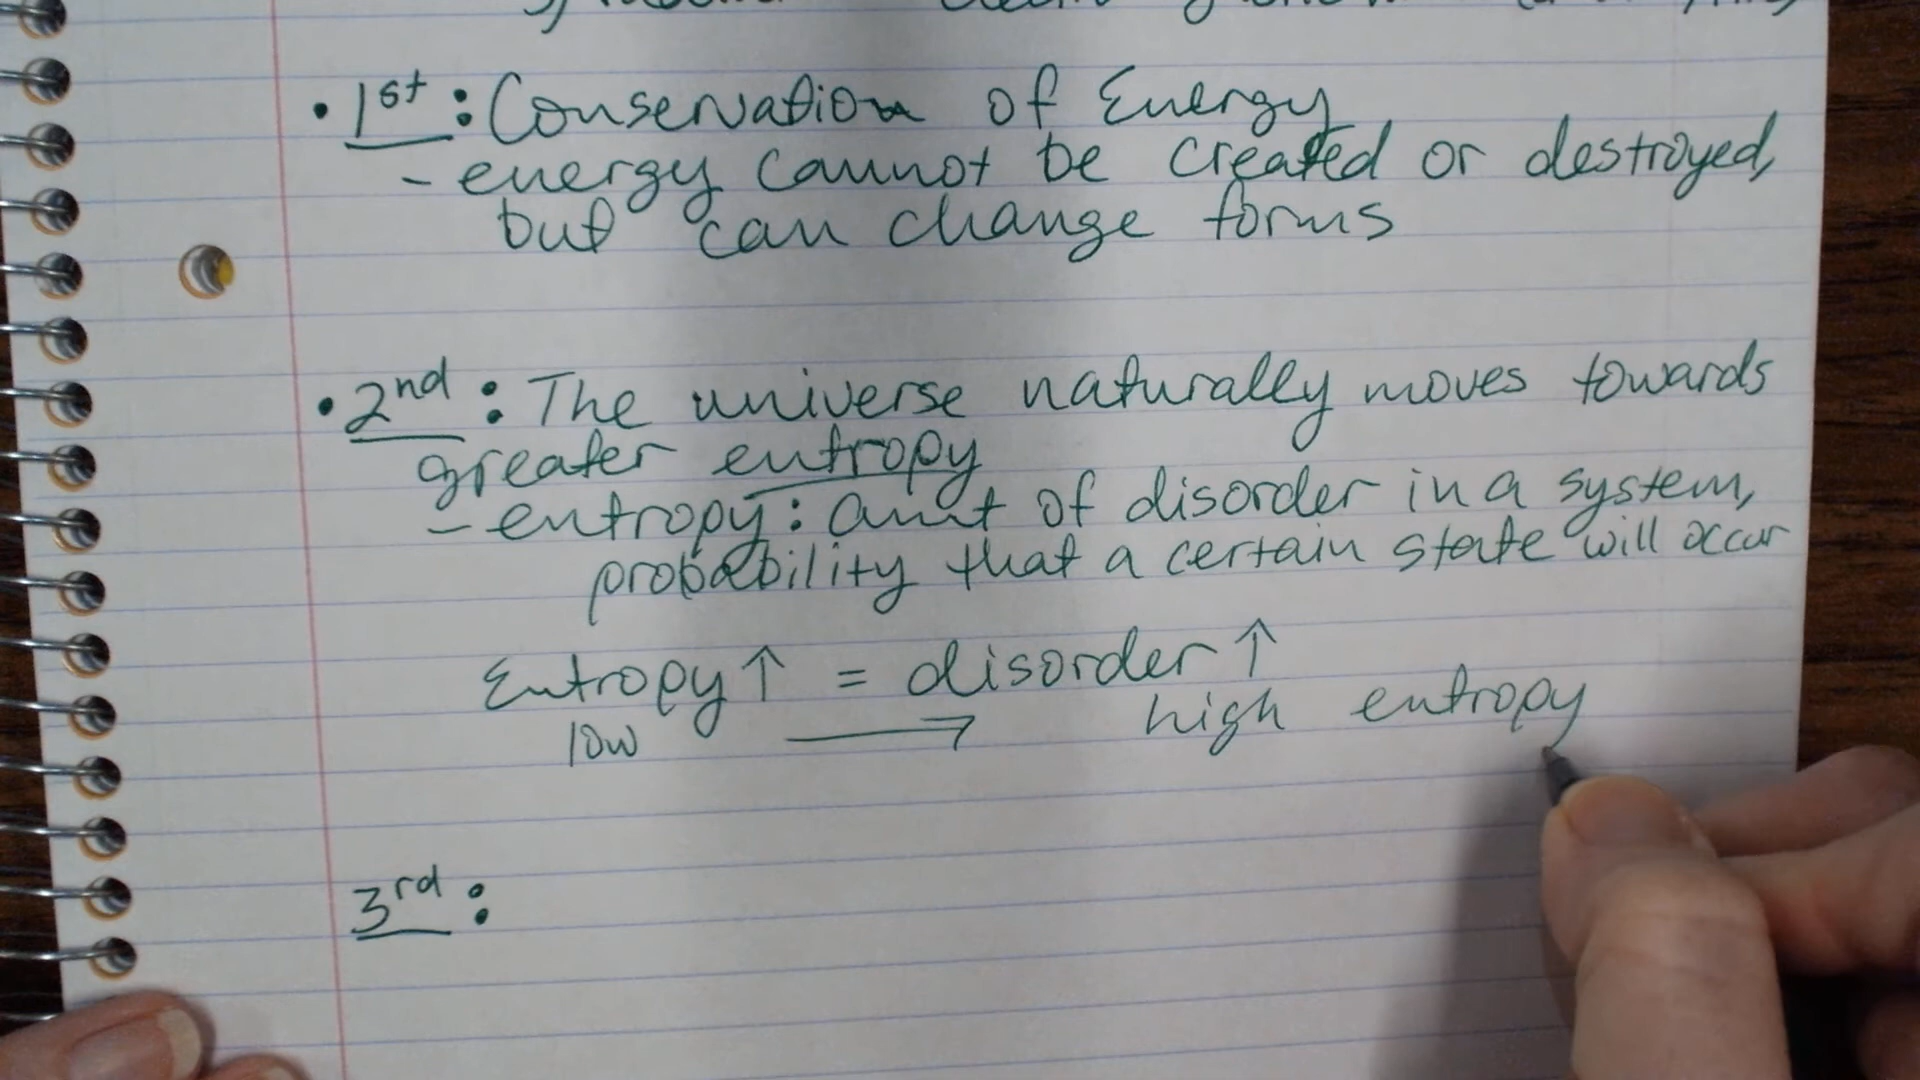 • 1st: Conservation of Energy
- energy cannot be created or destroyed,
but can change forms
• 2nd: The universe naturally moves towards
greater entropy
- entropy: amt of disorder in a system,
probability that a certain state will occur
Entropy ↑ = disorder ↑
low → high entropy
3rd: